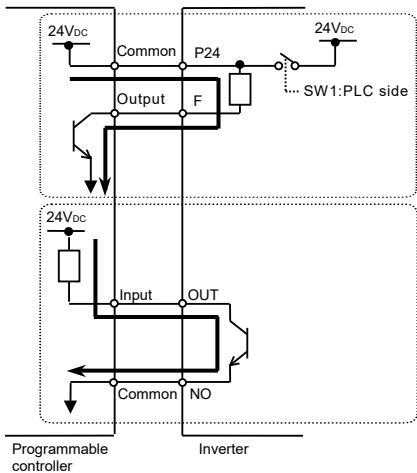 24VDC
24VDC
Common
P24
SW1:PLC side
Output
F
24VDC
Input
OUT
Common
NO
Programmable
controller
Inverter